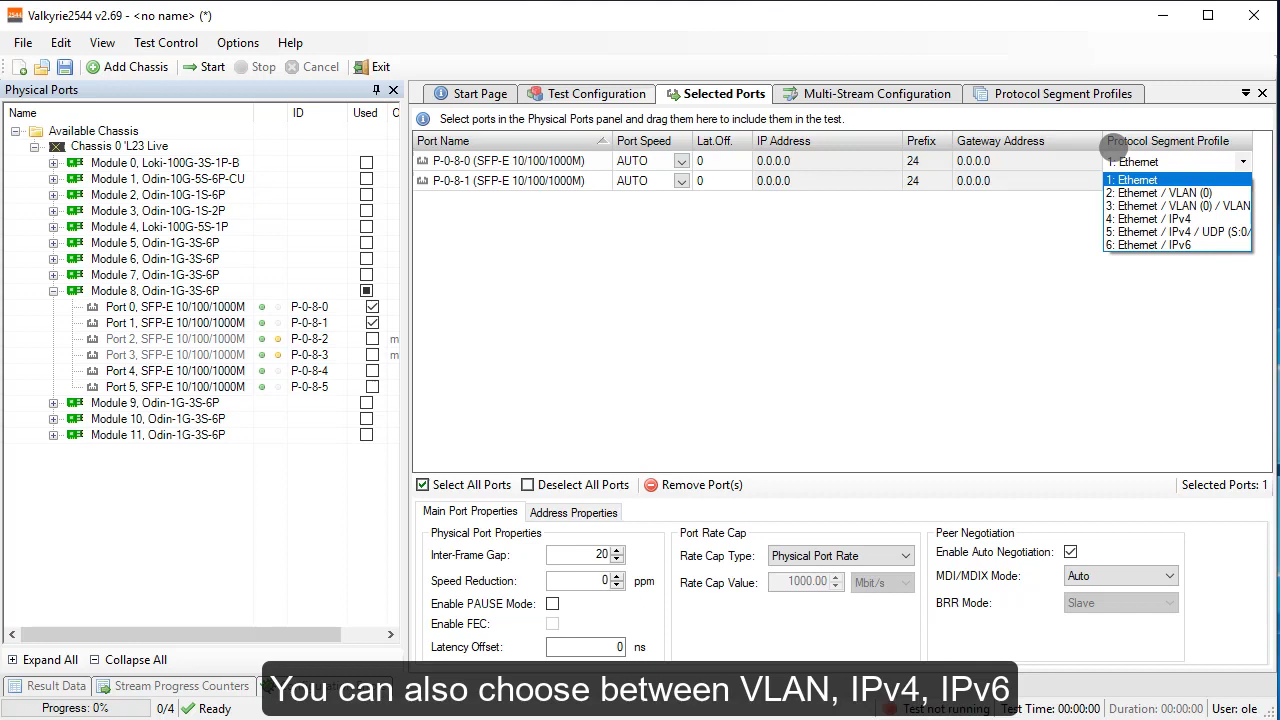 Valkyrie2544 v2.69 - <no name> (*)
File Edit View Test Control Options Help
Add Chassis Start Stop Cancel Exit
Physical Ports
Start Page Test Configuration Selected Ports Multi-Stream Configuration Protocol Segment Profiles
Name ID Used
Select ports in the Physical Ports panel and drag them here to include them in the test.
Port Name Port Speed Lat.Off. IP Address Prefix Gateway Address Protocol Segment Profile
P-0-8-0 (SFP-E 10/100/1000M) AUTO 0 0.0.0.0 24 0.0.0.0 1: Ethernet
P-0-8-1 (SFP-E 10/100/1000M) AUTO 0 0.0.0.0 24 0.0.0.0
1: Ethernet
2: Ethernet / VLAN (0)
3: Ethernet / VLAN (0) / VLAN
4: Ethernet / IPv4
5: Ethernet / IPv4 / UDP (S:0/
6: Ethernet / IPv6
Available Chassis
Chassis 0 'L23 Live
Module 0, Loki-100G-3S-1P-B
Module 1, Odin-10G-5S-6P-CU
Module 2, Odin-10G-1S-6P
Module 3, Odin-10G-1S-2P
Module 4, Loki-100G-5S-1P
Module 5, Odin-1G-3S-6P
Module 6, Odin-1G-3S-6P
Module 7, Odin-1G-3S-6P
Module 8, Odin-1G-3S-6P
Port 0, SFP-E 10/100/1000M P-0-8-0
Port 1, SFP-E 10/100/1000M P-0-8-1
Port 2, SFP-E 10/100/1000M P-0-8-2
Port 3, SFP-E 10/100/1000M P-0-8-3
Port 4, SFP-E 10/100/1000M P-0-8-4
Port 5, SFP-E 10/100/1000M P-0-8-5
Module 9, Odin-1G-3S-6P
Module 10, Odin-1G-3S-6P
Module 11, Odin-1G-3S-6P
Select All Ports Deselect All Ports Remove Port(s) Selected Ports: 1
Main Port Properties Address Properties
Physical Port Properties
Inter-Frame Gap: 20
Speed Reduction: 0 ppm
Enable PAUSE Mode:
Enable FEC:
Latency Offset: 0 ns
Port Rate Cap
Rate Cap Type: Physical Port Rate
Rate Cap Value: 1000.00 Mbit/s
Peer Negotiation
Enable Auto Negotiation:
MDI/MDIX Mode: Auto
BRR Mode: Slave
Expand All Collapse All
Result Data Stream Progress Counters
You can also choose between VLAN, IPv4, IPv6
Progress: 0% 0/4 Ready Test not running Test Time: 00:00:00 Duration: 00:00:00 User: ole